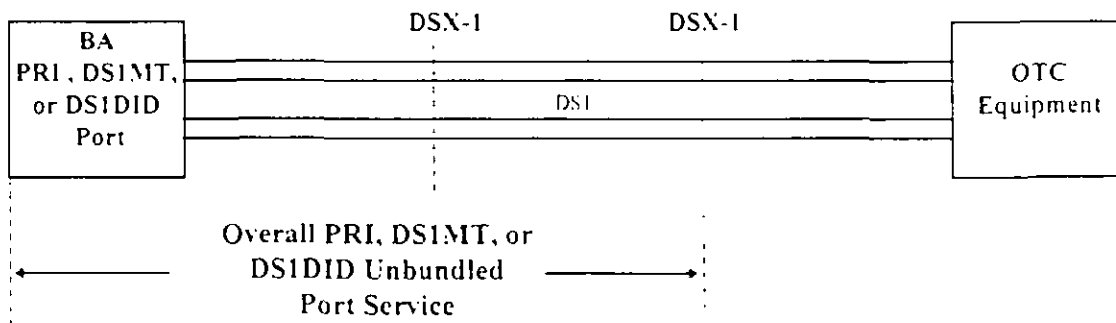 DSX-1 DSX-1
BA
PRI, DS1MT,
or DS1DID
Port
DS1
OTC
Equipment
Overall PRI, DS1MT, or
DS1DID Unbundled
Port Service